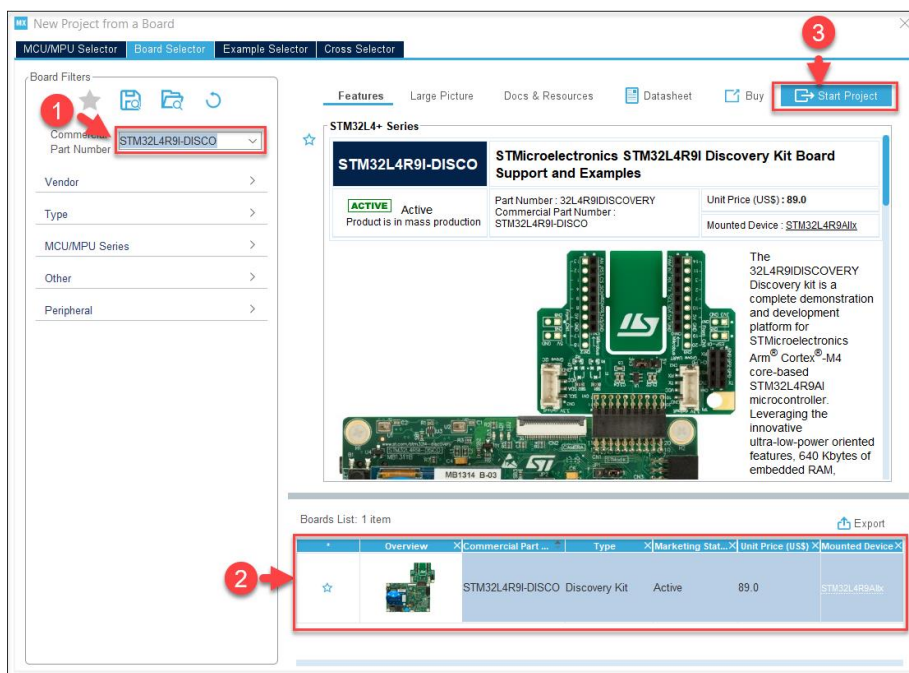 MX New Project from a Board
3
MCU/MPU Selector Board Selector Example Selector Cross Selector
Board Filters
1
Features Large Picture Docs & Resources Datasheet Buy Start Project
Commercial
Part Number STM32L4R9I-DISCO
Vendor
Type
MCU/MPU Series
Other
Peripheral
STM32L4+ Series
STM32L4R9I-DISCO
STMicroelectronics STM32L4R9I Discovery Kit Board
Support and Examples
ACTIVE Active
Product is in mass production
Part Number : 32L4R9IDISCOVERY
Commercial Part Number :
STM32L4R9I-DISCO
Unit Price (US$) : 89.0
Mounted Device : STM32L4R9AIIx
The
32L4R9IDISCOVERY
Discovery kit is a
complete demonstration
and development
platform for
STMicroelectronics
Arm® Cortex®-M4
core-based
STM32L4R9AI
microcontroller.
Leveraging the
innovative
ultra-low-power oriented
features, 640 Kbytes of
embedded RAM,
MB1314 B-03
Boards List: 1 item
Export
* Overview Commercial Part ... Type Marketing Stat... Unit Price (US$) Mounted Device
2
STM32L4R9I-DISCO Discovery Kit Active 89.0 STM32L4R9AIIx